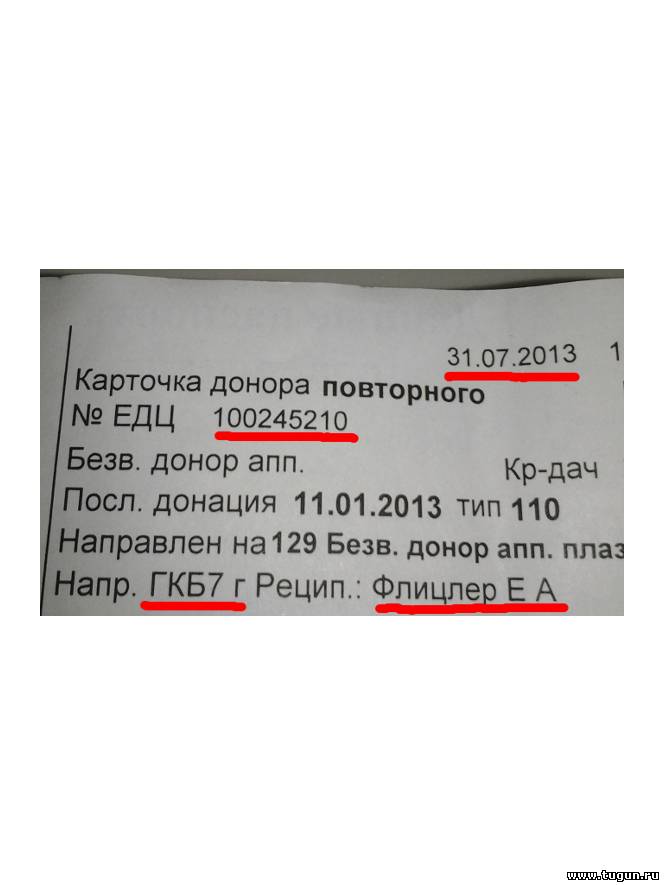 31.07.2013 1
Карточка донора повторного
№ ЕДЦ 100245210
Безв. донор апп. Кр-дач
Посл. донация 11.01.2013 тип 110
Направлен на 129 Безв. донор апп. плаз
Напр. ГКБ7 г Рецип.: Флицлер Е А
www.tugun.ru